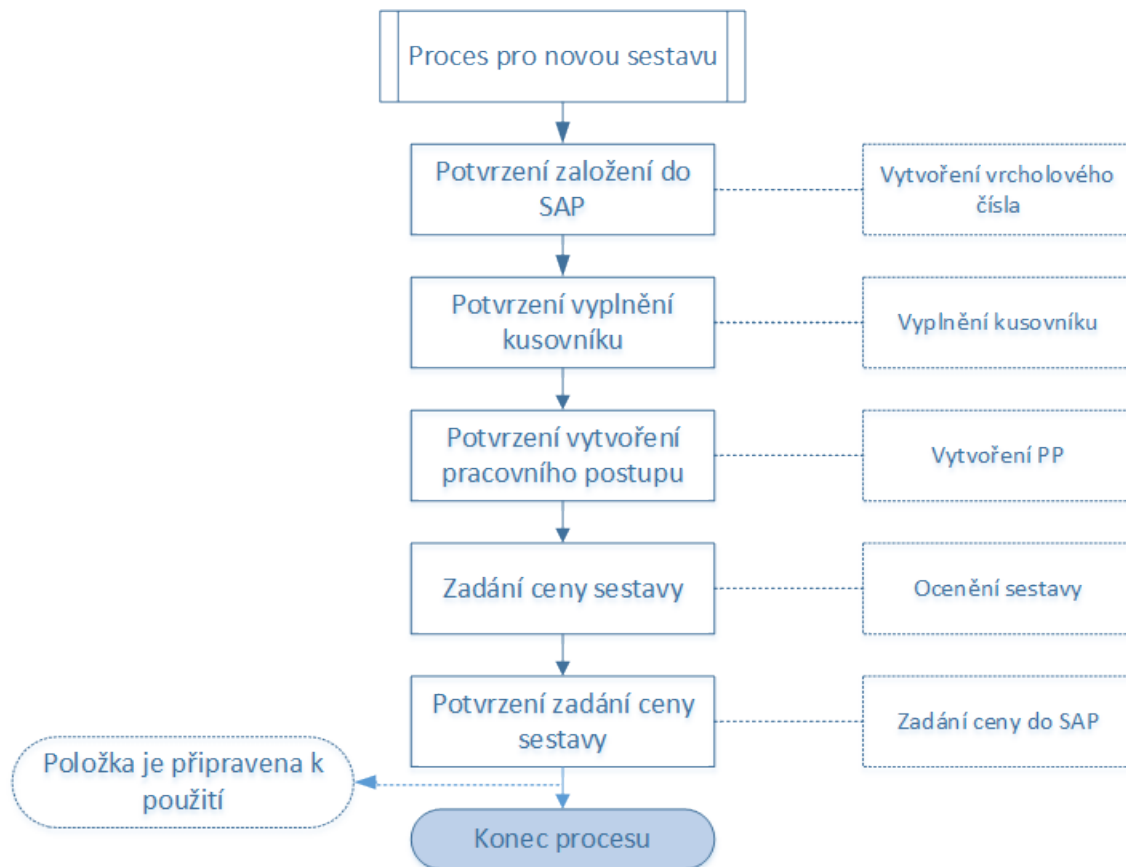 Proces pro novou sestavu
Potvrzení založení do
SAP
Vytvoření vrcholového
čísla
Potvrzení vyplnění
kusovníku
Vyplnění kusovníku
Potvrzení vytvoření
pracovního postupu
Vytvoření PP
Zadání ceny sestavy
Ocenění sestavy
Potvrzení zadání ceny
sestavy
Zadání ceny do SAP
Položka je připravena k
použití
Konec procesu